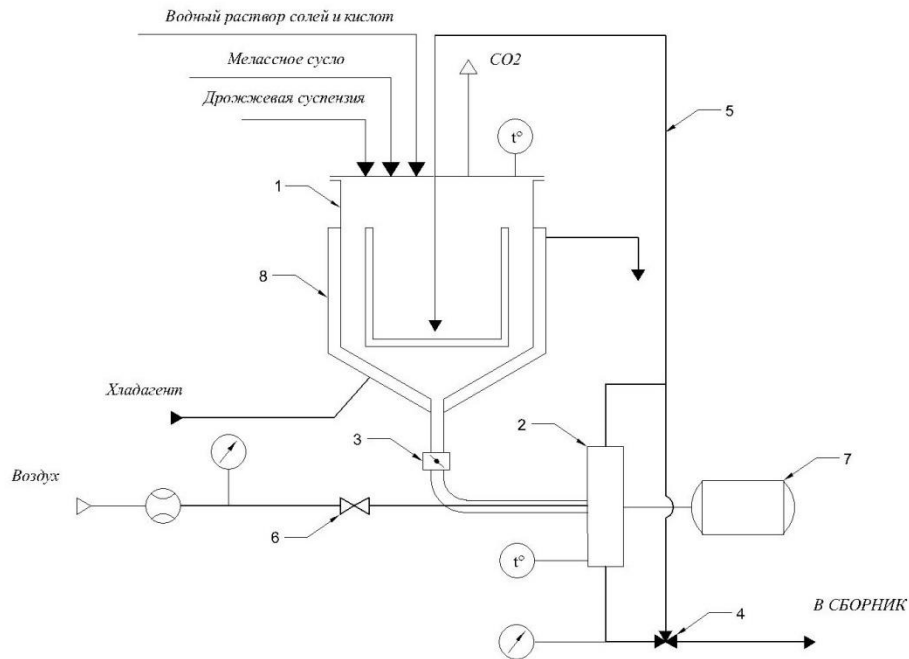 Водный раствор солей и кислот
Мелассное сусло
CO2
Дрожжевая суспензия
5
t°
1
8
Хладагент
2
3
7
Воздух
6
t°
4
В СБОРНИК